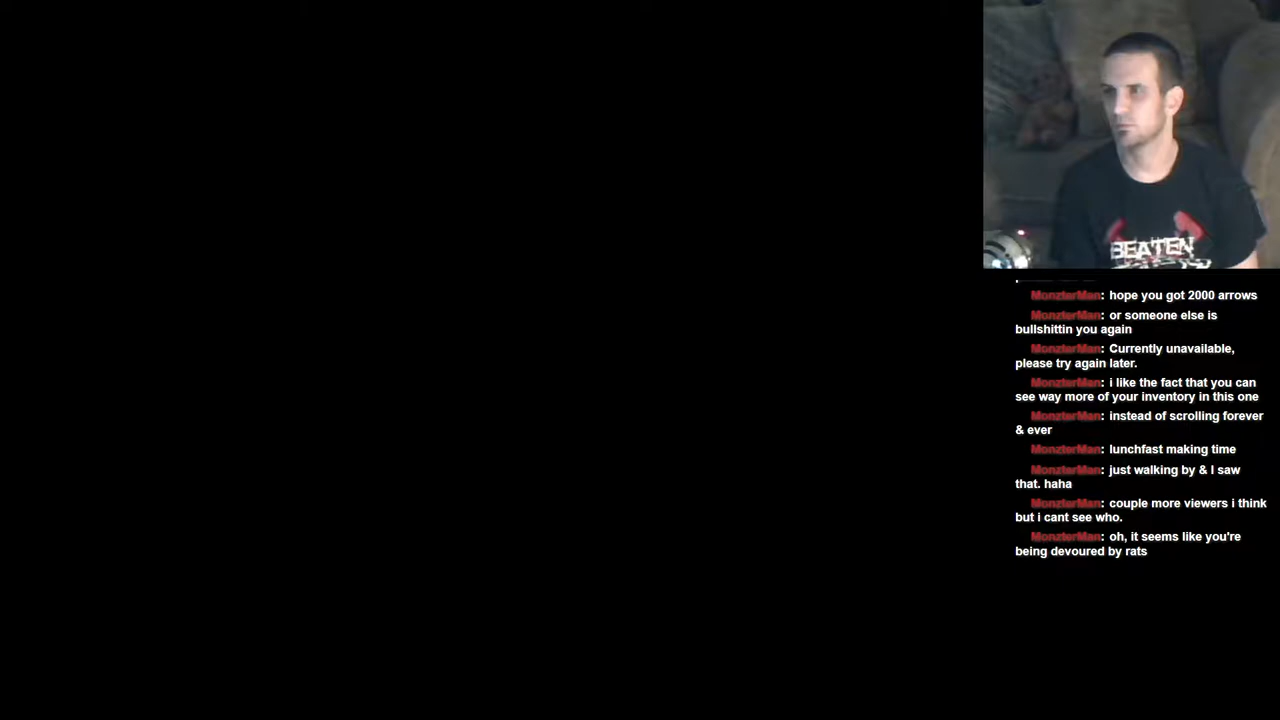 BEATEN
MonzterMan: hope you got 2000 arrows
MonzterMan: or someone else is
bullshittin you again
MonzterMan: Currently unavailable,
please try again later.
MonzterMan: i like the fact that you can
see way more of your inventory in this one
MonzterMan: instead of scrolling forever
& ever
MonzterMan: lunchfast making time
MonzterMan: just walking by & I saw
that. haha
MonzterMan: couple more viewers i think
but i cant see who.
MonzterMan: oh, it seems like you're
being devoured by rats